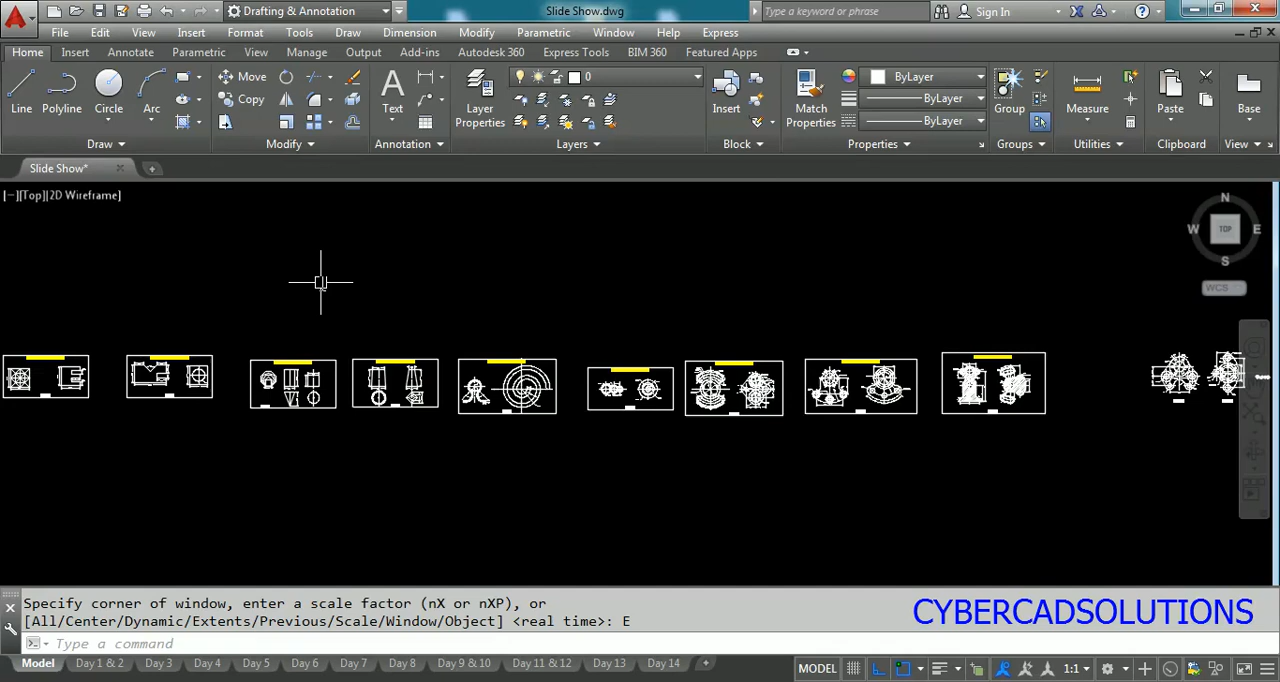 Drafting & Annotation
Slide Show.dwg
Type a keyword or phrase
Sign In
File Edit View Insert Format Tools Draw Dimension Modify Parametric Window Help Express
Home Insert Annotate Parametric View Manage Output Add-ins Autodesk 360 Express Tools BIM 360 Featured Apps
Line Polyline Circle Arc
Move
Copy
Text
Layer Properties
0
Insert
Match Properties
ByLayer
ByLayer
ByLayer
Group
Measure
Paste
Base
Draw Modify Annotation Layers Block Properties Groups Utilities Clipboard View
Slide Show*
[−][Top][2D Wireframe]
N
W TOP E
S
WCS
Specify corner of window, enter a scale factor (nX or nXP), or
[All/Center/Dynamic/Extents/Previous/Scale/Window/Object] <real time>: E
CYBERCADSOLUTIONS
Type a command
Model Day 1 & 2 Day 3 Day 4 Day 5 Day 6 Day 7 Day 8 Day 9 & 10 Day 11 & 12 Day 13 Day 14 +
MODEL 1:1